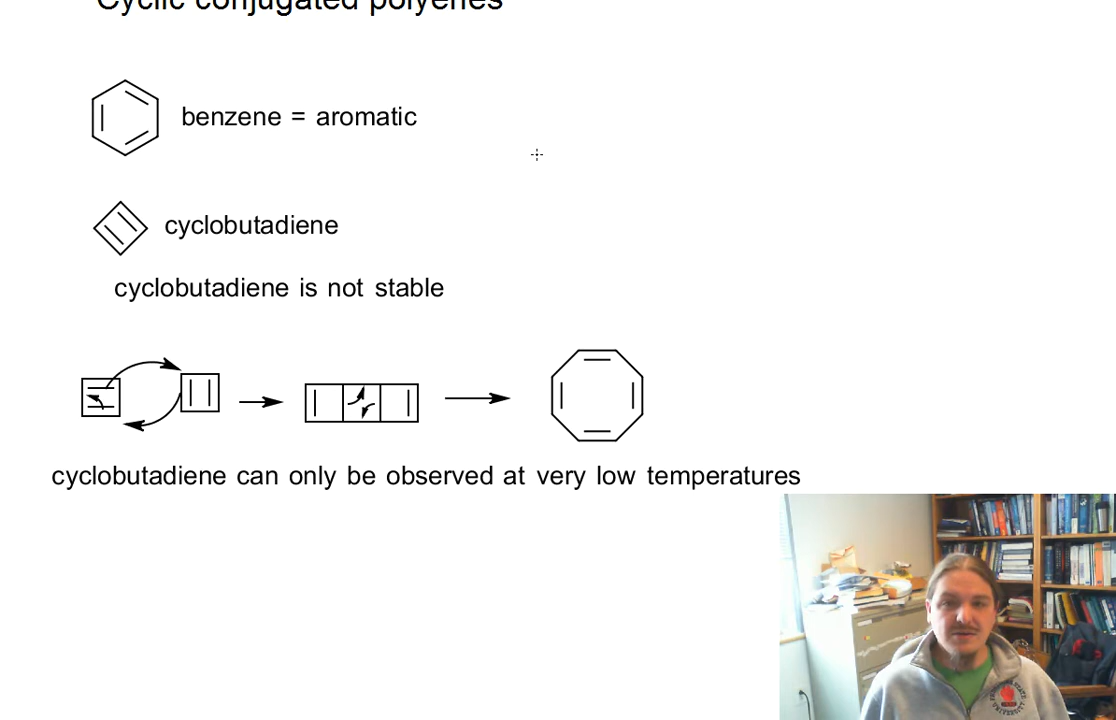 Cyclic conjugated polyenes
benzene = aromatic
cyclobutadiene
cyclobutadiene is not stable
cyclobutadiene can only be observed at very low temperatures